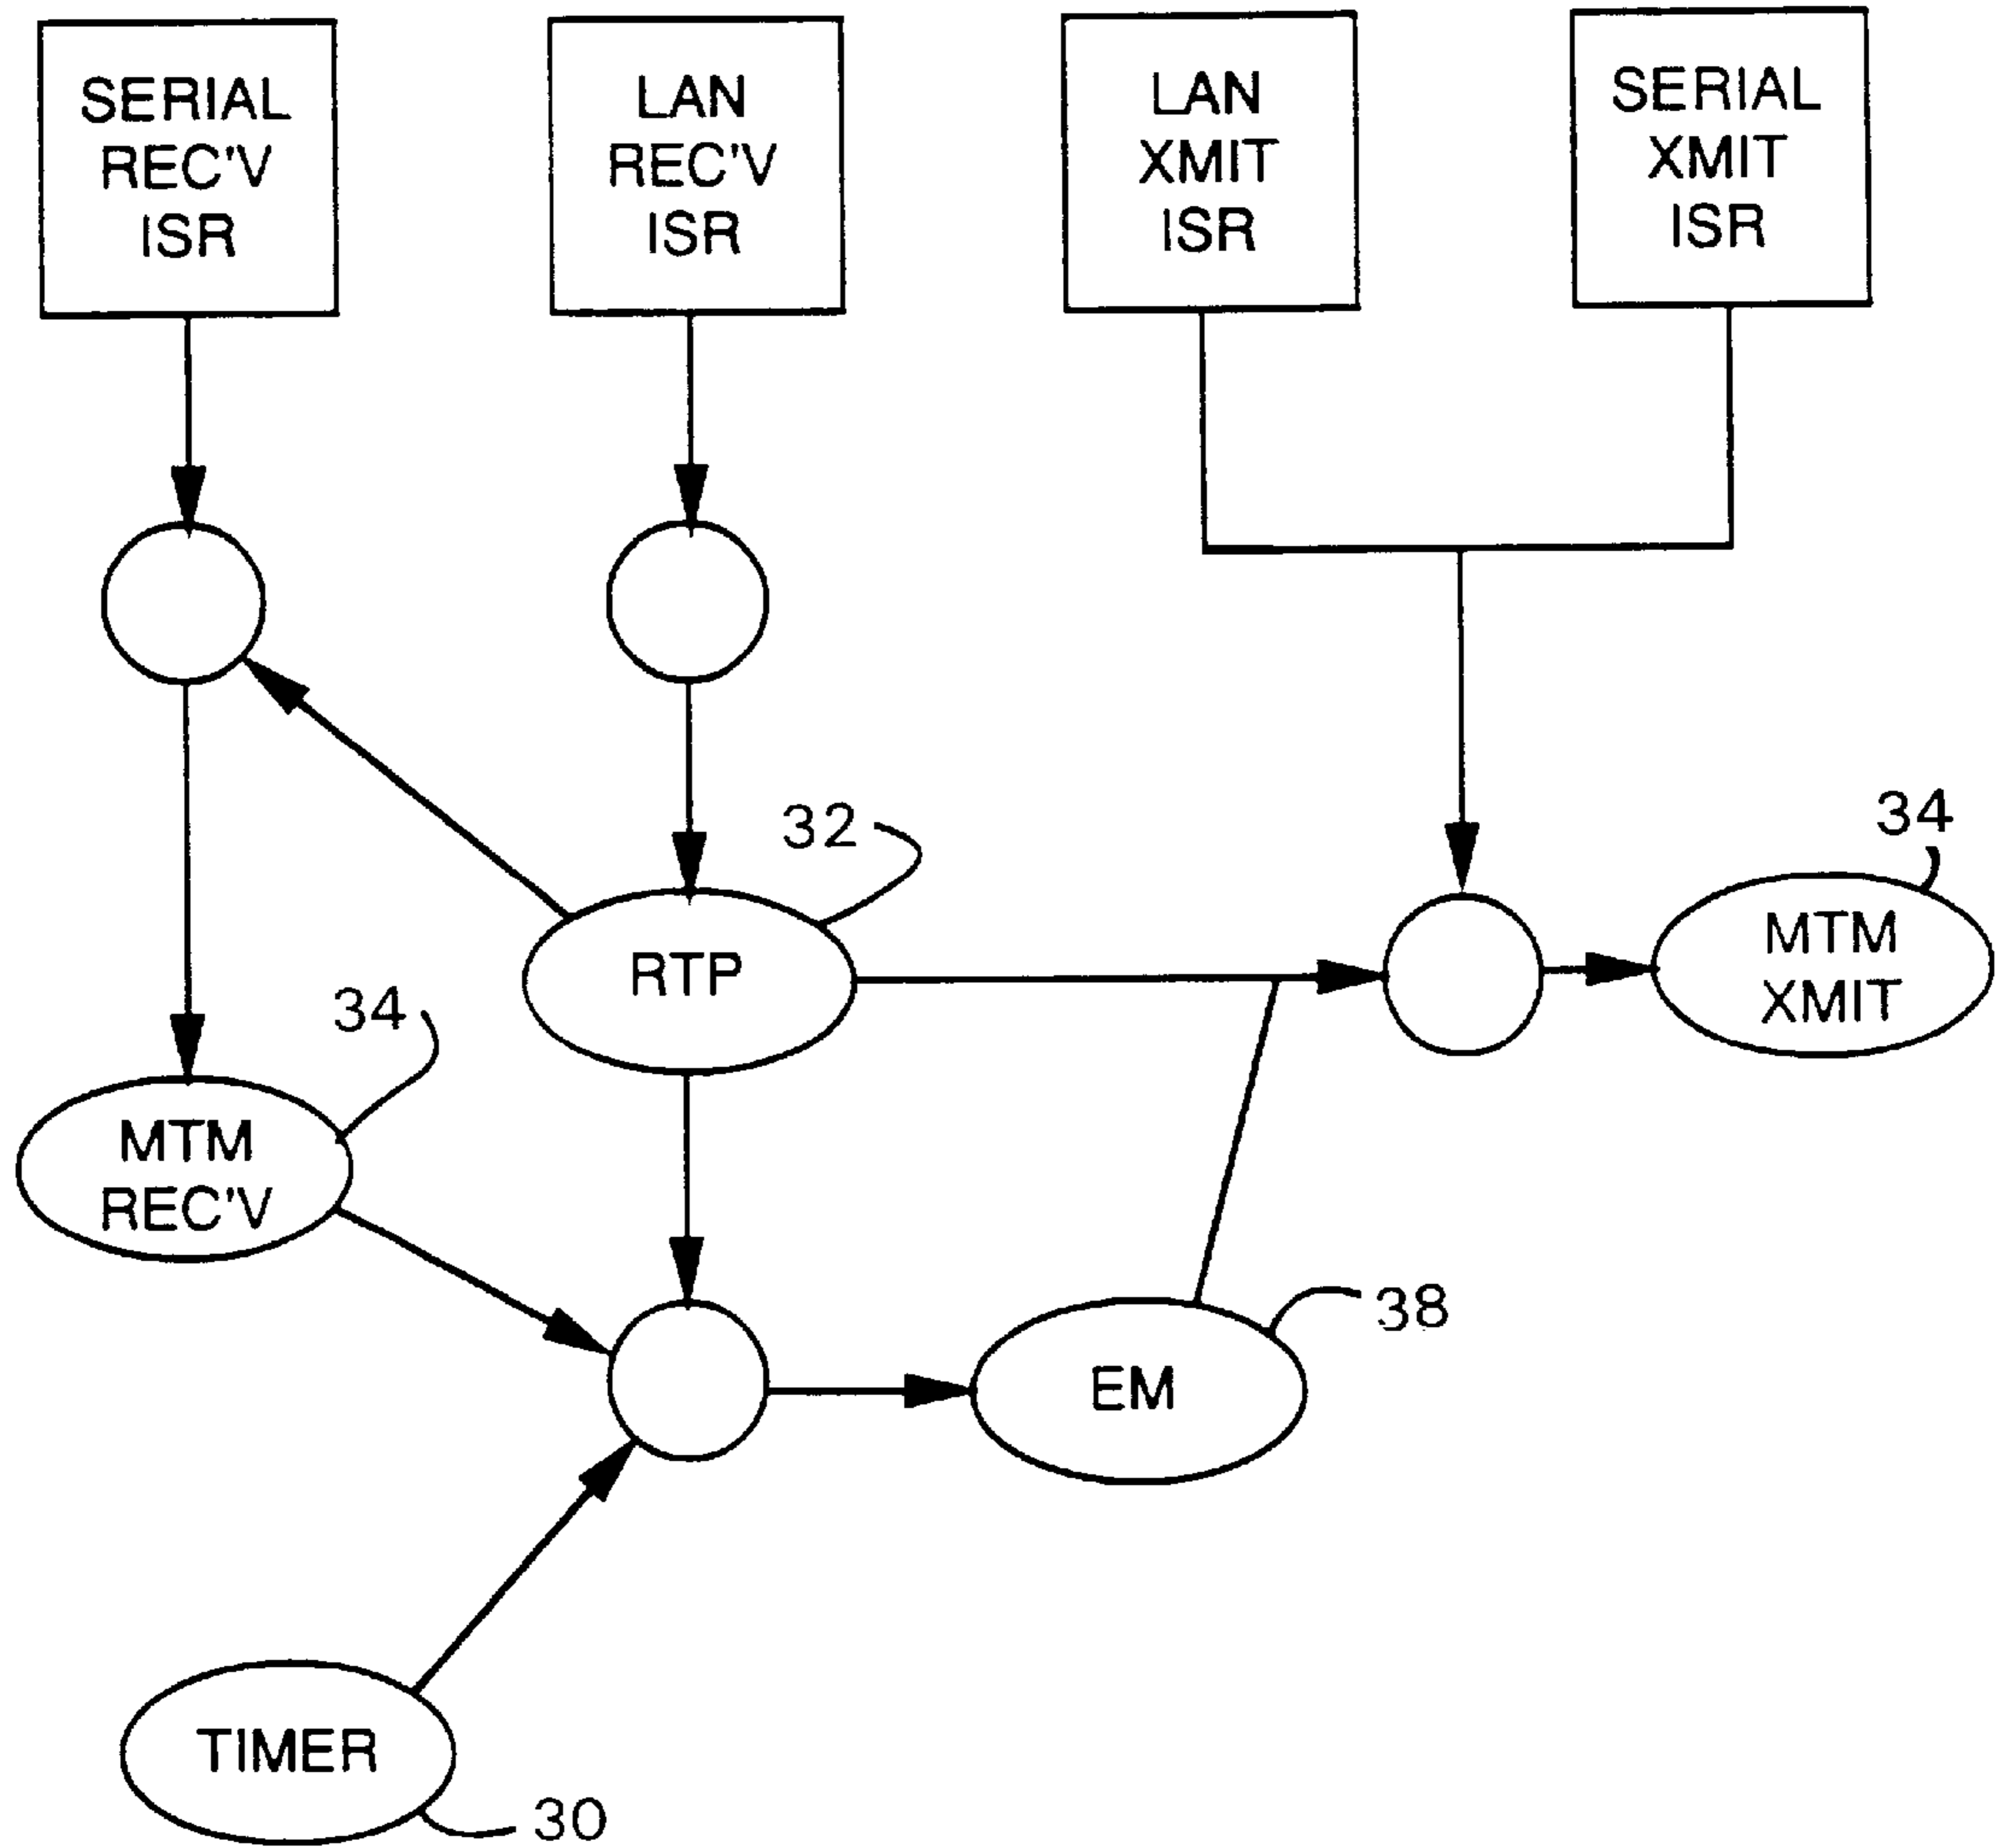 SERIAL
REC'V
ISR
LAN
REC'V
ISR
LAN
XMIT
ISR
SERIAL
XMIT
ISR
32
34
RTP
MTM
XMIT
34
MTM
REC'V
38
EM
TIMER
30